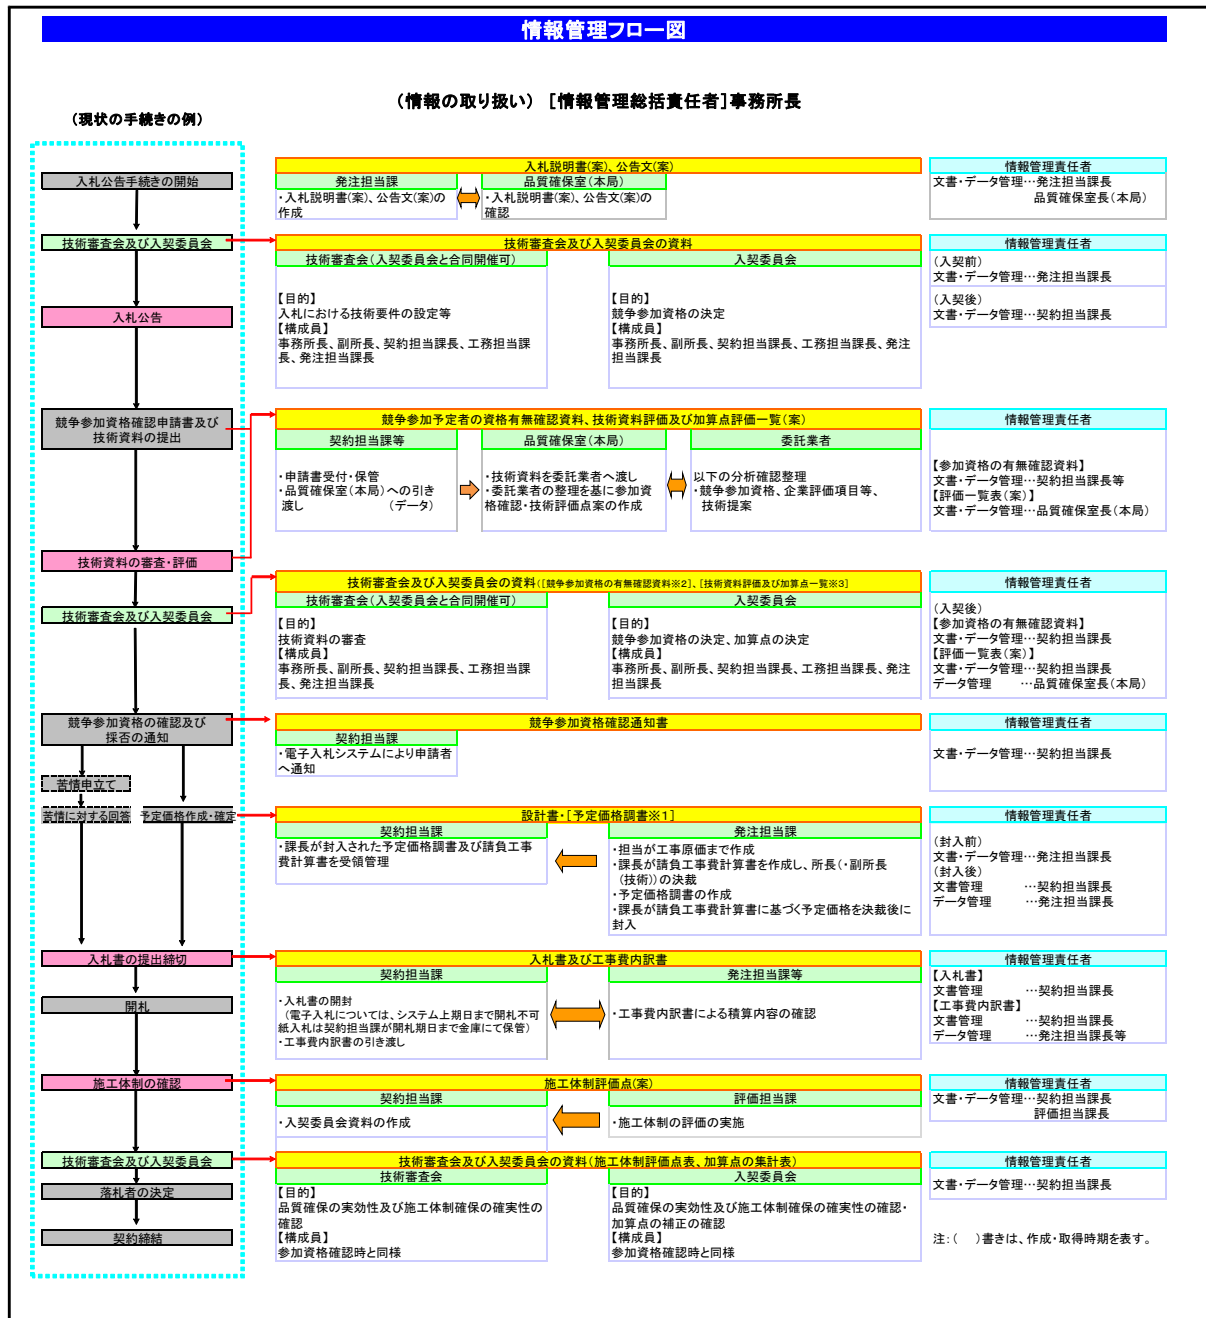 情報管理フロー図
(情報の取り扱い) [情報管理総括責任者]事務所長
(現状の手続きの例)
入札公告手続きの開始
入札説明書(案)、公告文(案)
発注担当課
・入札説明書(案)、公告文(案)の
作成
品質確保室(本局)
・入札説明書(案)、公告文(案)の
確認
情報管理責任者
文書・データ管理…発注担当課長
品質確保室長(本局)
技術審査会及び入契委員会
技術審査会及び入契委員会の資料
技術審査会(入契委員会と合同開催可)
【目的】
入札における技術要件の設定等
【構成員】
事務所長、副所長、契約担当課長、工務担当課
長、発注担当課長
入契委員会
【目的】
競争参加資格の決定
【構成員】
事務所長、副所長、契約担当課長、工務担当課長、発注
担当課長
情報管理責任者
(入契前)
文書・データ管理…発注担当課長
(入契後)
文書・データ管理…契約担当課長
入札公告
競争参加資格確認申請書及び
技術資料の提出
競争参加予定者の資格有無確認資料、技術資料評価及び加算点評価一覧(案)
契約担当課等
・申請書受付・保管
・品質確保室(本局)への引き
渡し (データ)
品質確保室(本局)
・技術資料を委託業者へ渡し
・委託業者の整理を基に参加資
格確認・技術評価点案の作成
委託業者
以下の分析確認整理
・競争参加資格、企業評価項目等、
技術提案
情報管理責任者
【参加資格の有無確認資料】
文書・データ管理…契約担当課長等
【評価一覧表(案)】
文書・データ管理…品質確保室長(本局)
技術資料の審査・評価
技術審査会及び入契委員会
技術審査会及び入契委員会の資料([競争参加資格の有無確認資料※2]、[技術資料評価及び加算点一覧※3]
技術審査会(入契委員会と合同開催可)
【目的】
技術資料の審査
【構成員】
事務所長、副所長、契約担当課長、工務担当課
長、発注担当課長
入契委員会
【目的】
競争参加資格の決定、加算点の決定
【構成員】
事務所長、副所長、契約担当課長、工務担当課長、発注
担当課長
情報管理責任者
(入契後)
【参加資格の有無確認資料】
文書・データ管理…契約担当課長
【評価一覧表(案)】
文書・データ管理…契約担当課長
データ管理 …品質確保室長(本局)
競争参加資格の確認及び
採否の通知
競争参加資格確認通知書
契約担当課
・電子入札システムにより申請者
へ通知
情報管理責任者
文書・データ管理…契約担当課長
苦情申立て
苦情に対する回答
予定価格作成・確定
設計書・[予定価格調書※1]
契約担当課
・課長が封入された予定価格調書及び請負工事
費計算書を受領管理
発注担当課
・担当が工事原価まで作成
・課長が請負工事費計算書を作成し、所長(・副所長
(技術))の決裁
・予定価格調書の作成
・課長が請負工事費計算書に基づく予定価格を決裁後に
封入
情報管理責任者
(封入前)
文書・データ管理…発注担当課長
(封入後)
文書管理 …契約担当課長
データ管理 …発注担当課長
入札書の提出締切
開札
入札書及び工事費内訳書
契約担当課
・入札書の開封
(電子入札については、システム上期日まで開札不可
紙入札は契約担当課が開札期日まで金庫にて保管)
・工事費内訳書の引き渡し
発注担当課等
・工事費内訳書による積算内容の確認
情報管理責任者
【入札書】
文書管理 …契約担当課長
【工事費内訳書】
文書管理 …契約担当課長
データ管理 …発注担当課長等
施工体制の確認
施工体制評価点(案)
契約担当課
・入契委員会資料の作成
評価担当課
・施工体制の評価の実施
情報管理責任者
文書・データ管理…契約担当課長
評価担当課長
技術審査会及び入契委員会
落札者の決定
契約締結
技術審査会及び入契委員会の資料(施工体制評価点表、加算点の集計表)
技術審査会
【目的】
品質確保の実効性及び施工体制確保の確実性の
確認
【構成員】
参加資格確認時と同様
入契委員会
【目的】
品質確保の実効性及び施工体制確保の確実性の確認・
加算点の補正の確認
【構成員】
参加資格確認時と同様
情報管理責任者
文書・データ管理…契約担当課長
注:( )書きは、作成・取得時期を表す。